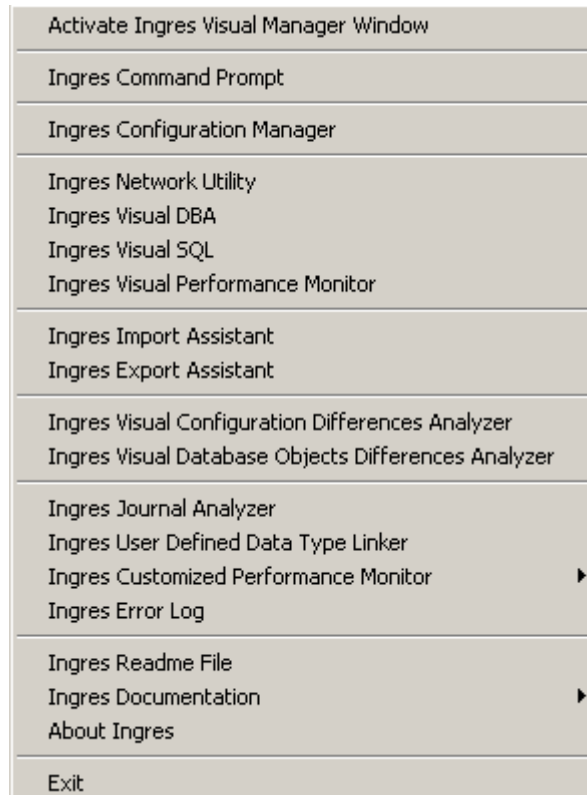 Activate Ingres Visual Manager Window
Ingres Command Prompt
Ingres Configuration Manager
Ingres Network Utility
Ingres Visual DBA
Ingres Visual SQL
Ingres Visual Performance Monitor
Ingres Import Assistant
Ingres Export Assistant
Ingres Visual Configuration Differences Analyzer
Ingres Visual Database Objects Differences Analyzer
Ingres Journal Analyzer
Ingres User Defined Data Type Linker
Ingres Customized Performance Monitor
Ingres Error Log
Ingres Readme File
Ingres Documentation
About Ingres
Exit